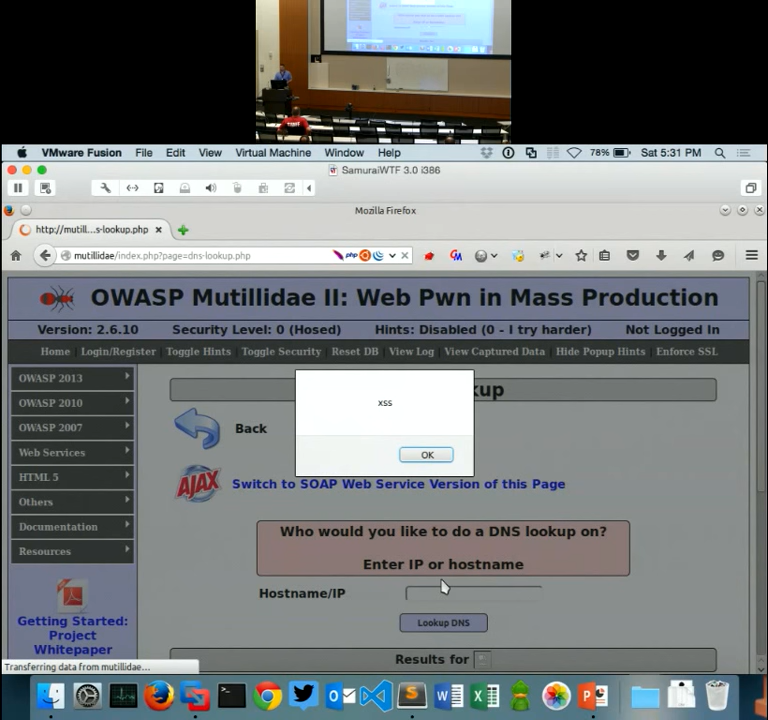 VMware Fusion File Edit View Virtual Machine Window Help 78% Sat 5:31 PM
SamuraiWTF 3.0 i386
Mozilla Firefox
http://mutill...s-lookup.php
mutillidae/index.php?page=dns-lookup.php
php
OWASP Mutillidae II: Web Pwn in Mass Production
Version: 2.6.10 Security Level: 0 (Hosed) Hints: Disabled (0 - I try harder) Not Logged In
Home Login/Register Toggle Hints Toggle Security Reset DB View Log View Captured Data Hide Popup Hints Enforce SSL
OWASP 2013
OWASP 2010
OWASP 2007
Web Services
HTML 5
Others
Documentation
Resources
Getting Started:
Project
Whitepaper
kup
xss
OK
Back
AJAX
Switch to SOAP Web Service Version of this Page
Who would you like to do a DNS lookup on?
Enter IP or hostname
Hostname/IP
Lookup DNS
Results for
Transferring data from mutillidae...